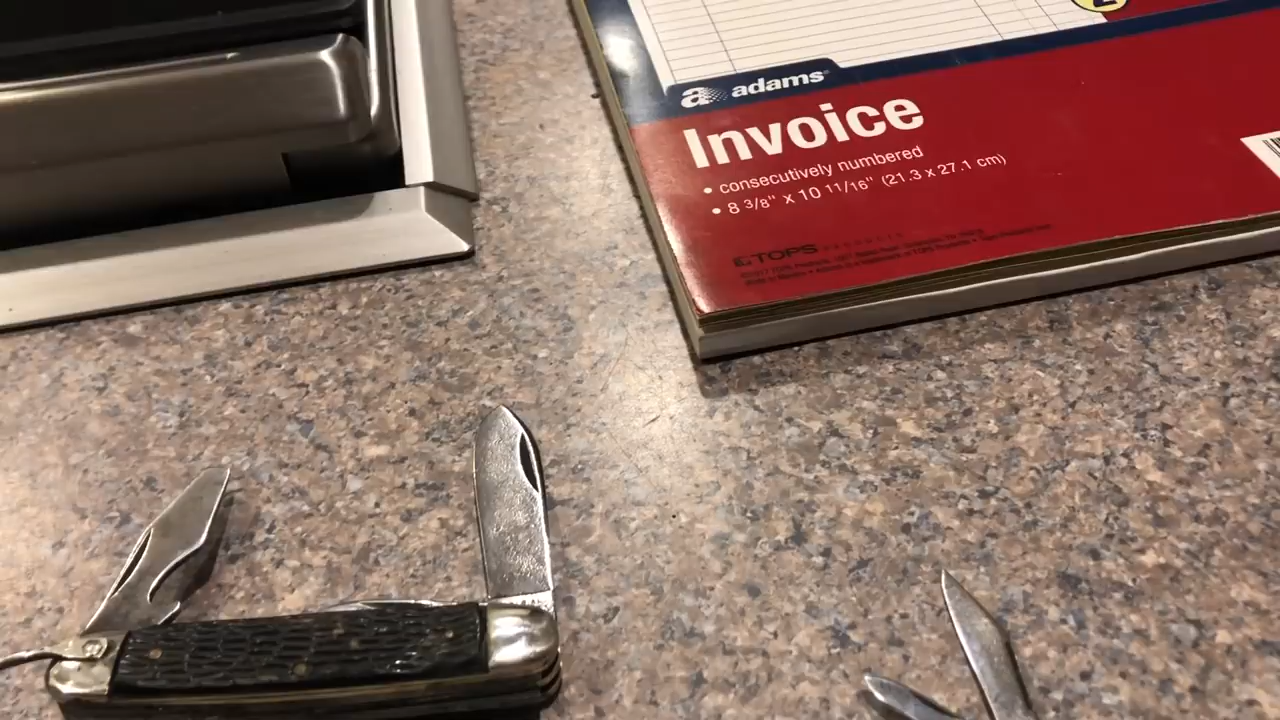 adams
Invoice
• consecutively numbered
• 8 3/8" x 10 11/16" (21.3 x 27.1 cm)
TOPS